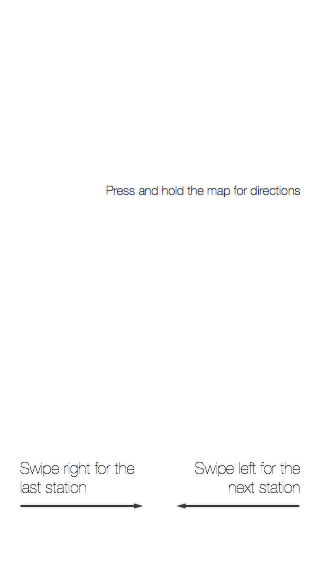 Press and hold the map for directions
Swipe right for the
last station
Swipe left for the
next station